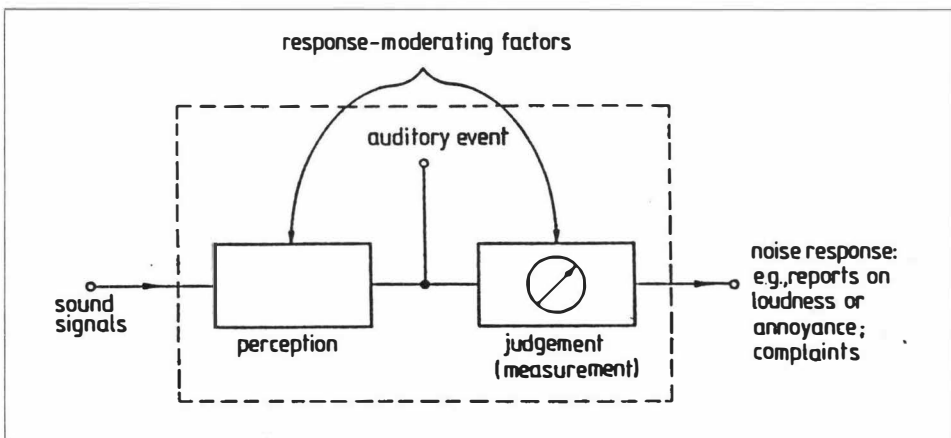 response-moderating factors
auditory event
sound
signals
perception
judgement
(measurement)
noise response:
e.g.,reports on
loudness or
annoyance;
complaints